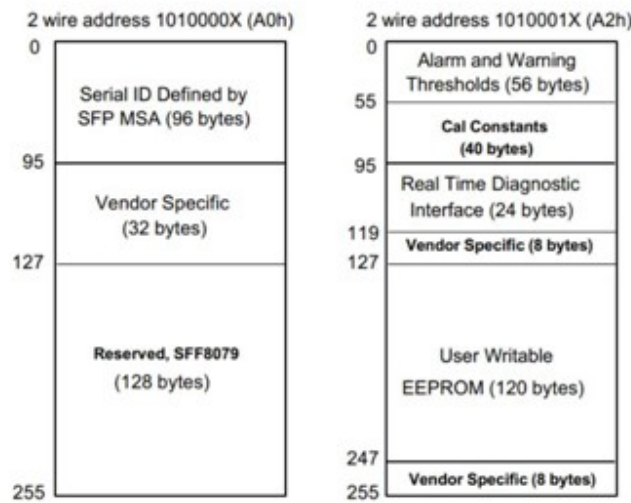 2 wire address 1010000X (A0h)
0
Serial ID Defined by
SFP MSA (96 bytes)
95
Vendor Specific
(32 bytes)
127
Reserved, SFF8079
(128 bytes)
255
2 wire address 1010001X (A2h)
0
Alarm and Warning
Thresholds (56 bytes)
55
Cal Constants
(40 bytes)
95
Real Time Diagnostic
Interface (24 bytes)
119
Vendor Specific (8 bytes)
127
User Writable
EEPROM (120 bytes)
247
Vendor Specific (8 bytes)
255